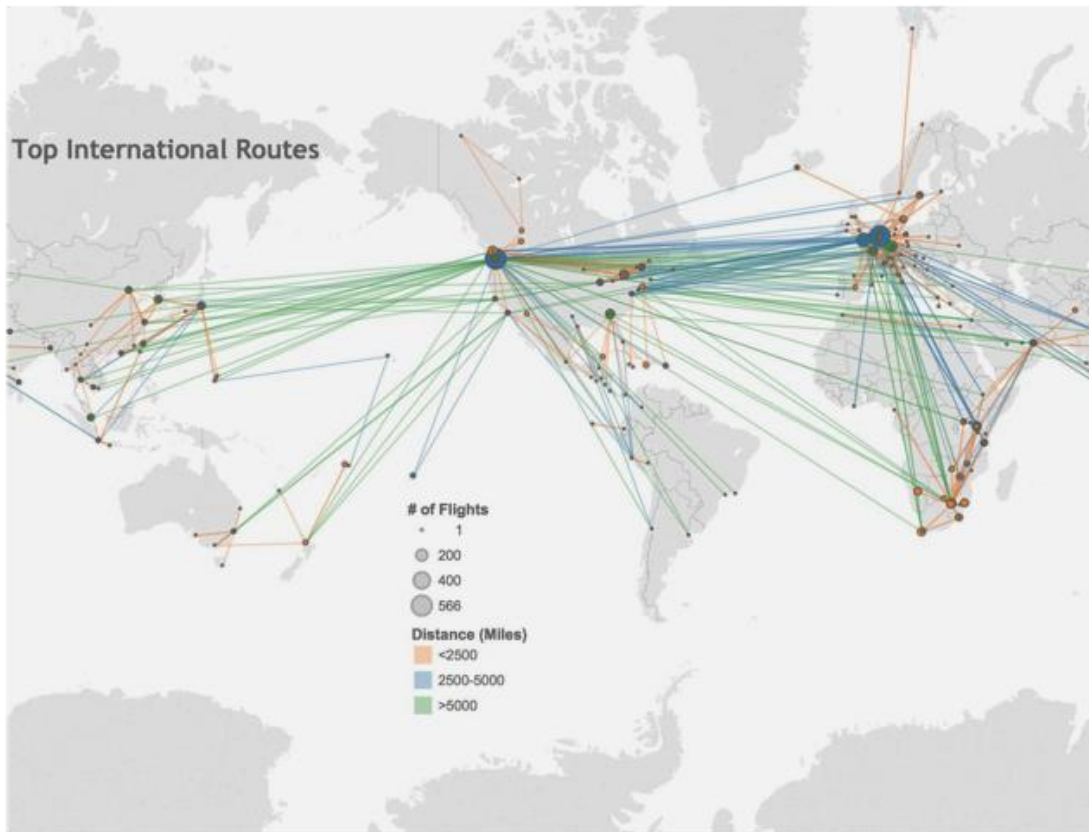 Top International Routes
# of Flights
1
200
400
566
Distance (Miles)
<2500
2500-5000
>5000